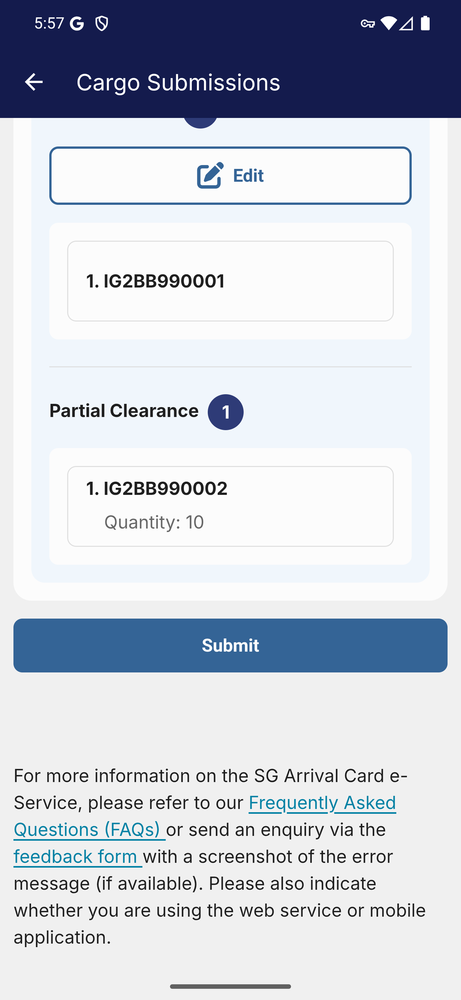 5:57
Cargo Submissions
Edit
1. IG2BB990001
Partial Clearance 1
1. IG2BB990002
Quantity: 10
Submit
For more information on the SG Arrival Card e-
Service, please refer to our Frequently Asked
Questions (FAQs) or send an enquiry via the
feedback form with a screenshot of the error
message (if available). Please also indicate
whether you are using the web service or mobile
application.